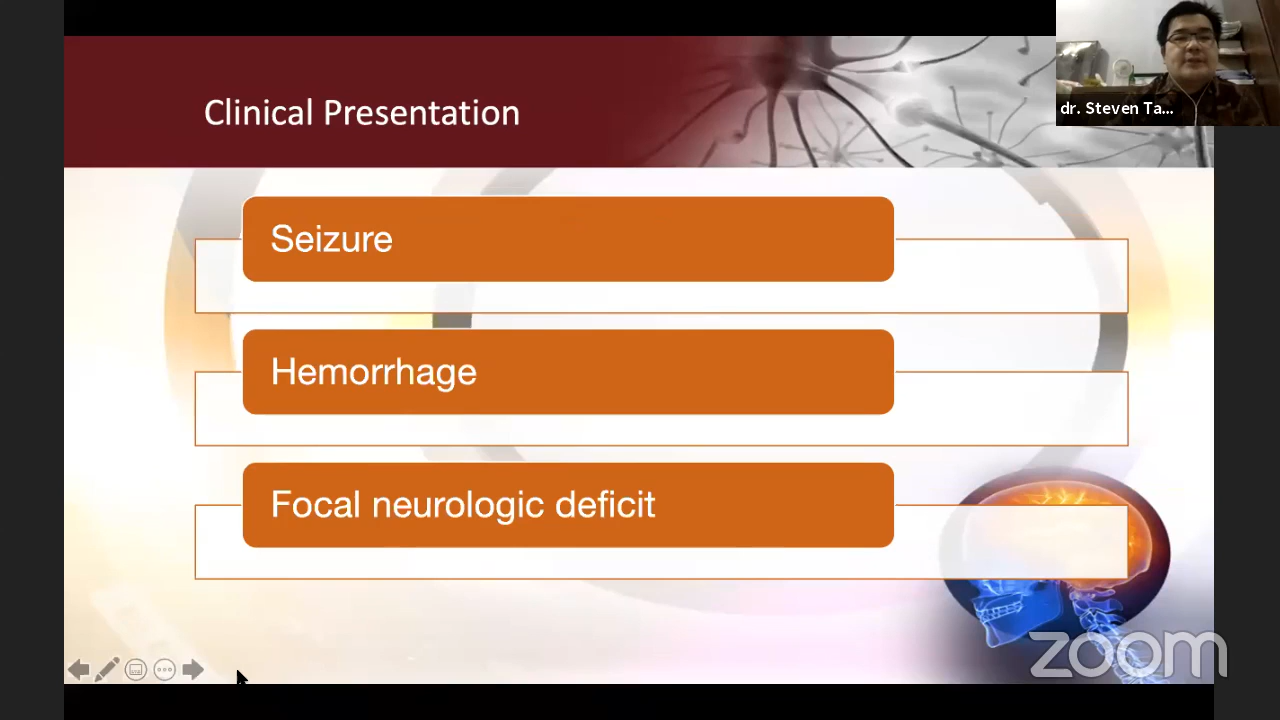 Clinical Presentation
dr. Steven Ta...
Seizure
Hemorrhage
Focal neurologic deficit
zoom